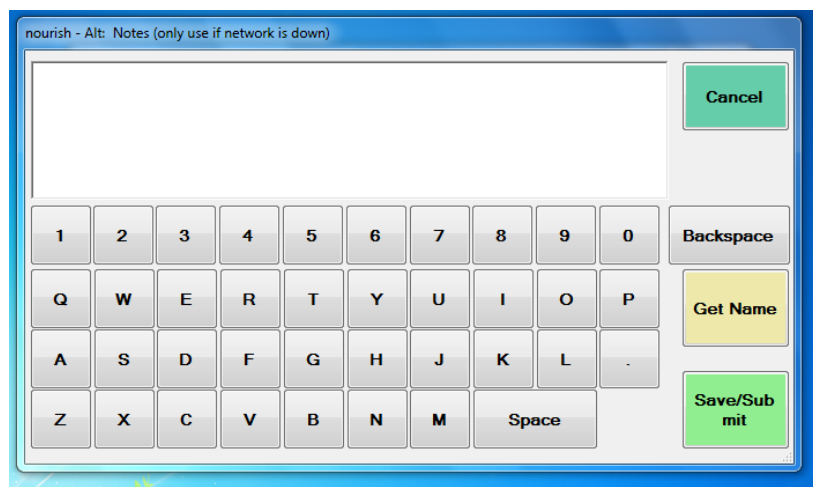 nourish - Alt:  Notes (only use if network is down)
Cancel
1 2 3 4 5 6 7 8 9 0 Backspace
Q W E R T Y U I O P Get Name
A S D F G H J K L .
Z X C V B N M Space
Save/Sub
mit